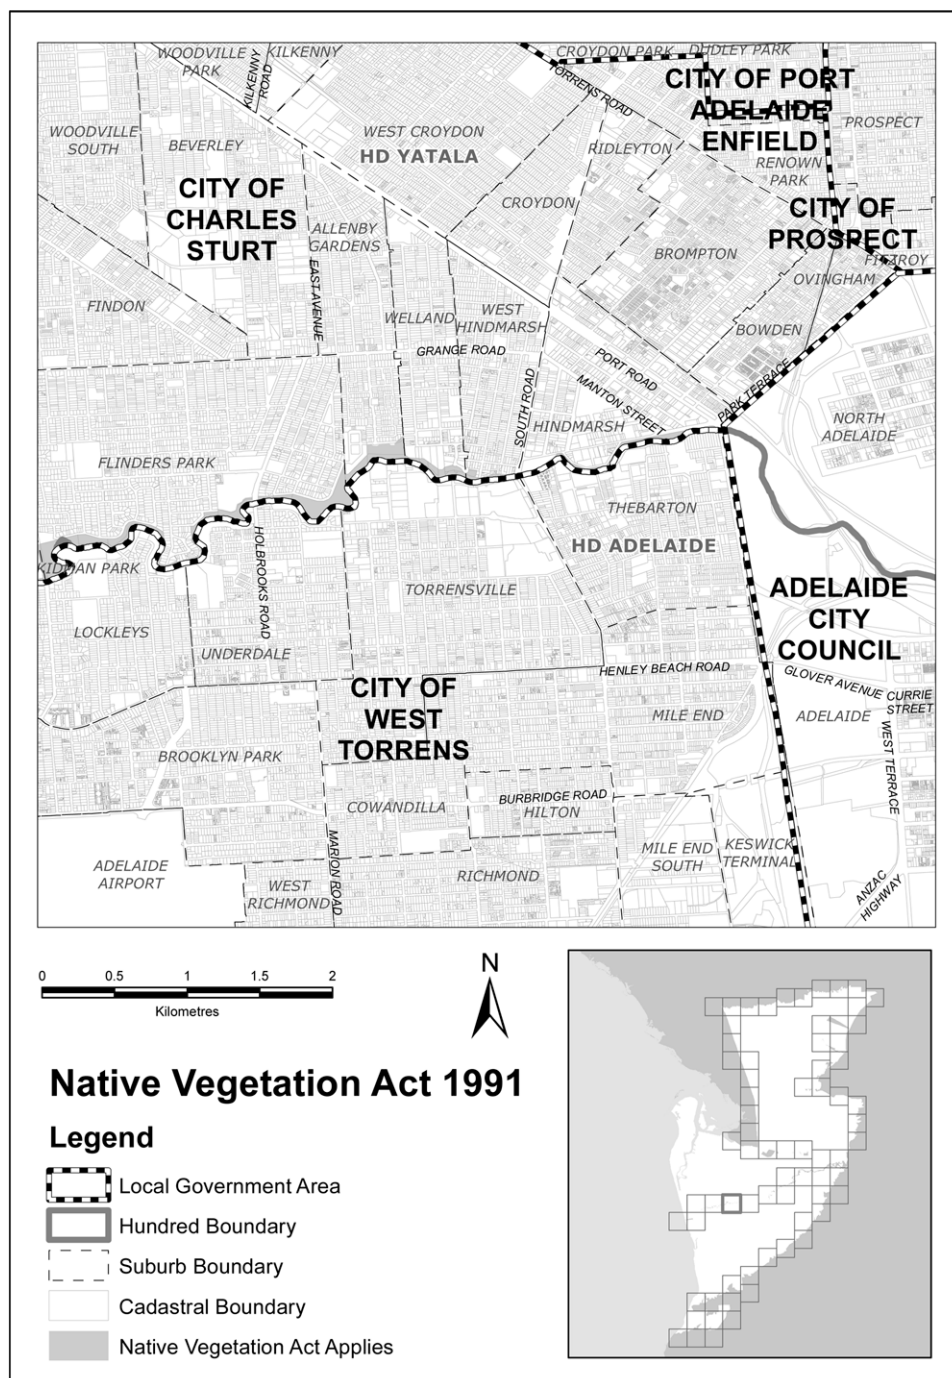 WOODVILLE
PARK
KILKENNY
KILKENNY
ROAD
CROYDON PARK
DUDLEY PARK
TORRENS ROAD
CITY OF PORT
ADELAIDE
ENFIELD
WOODVILLE
SOUTH
BEVERLEY
WEST CROYDON
HD YATALA
RIDLEYTON
PROSPECT
RENOWN
PARK
CITY OF
CHARLES
STURT
CROYDON
CITY OF
PROSPECT
ALLENBY
GARDENS
BROMPTON
FITZROY
OVINGHAM
EAST AVENUE
FINDON
WELLAND
WEST
HINDMARSH
BOWDEN
GRANGE ROAD
PORT ROAD
PARK TERRACE
MANTON STREET
SOUTH ROAD
HINDMARSH
NORTH
ADELAIDE
FLINDERS PARK
THEBARTON
HD ADELAIDE
KIDMAN PARK
HOLBROOKS ROAD
TORRENSVILLE
ADELAIDE
CITY
COUNCIL
LOCKLEYS
UNDERDALE
HENLEY BEACH ROAD
GLOVER AVENUE
CURRIE
STREET
CITY OF
WEST
TORRENS
MILE END
ADELAIDE
WEST TERRACE
BROOKLYN PARK
COWANDILLA
BURBRIDGE ROAD
HILTON
MARION ROAD
MILE END
SOUTH
KESWICK
TERMINAL
ADELAIDE
AIRPORT
WEST
RICHMOND
RICHMOND
ANZAC
HIGHWAY
0 0.5 1 1.5 2
Kilometres
N
Native Vegetation Act 1991
Legend
Local Government Area
Hundred Boundary
Suburb Boundary
Cadastral Boundary
Native Vegetation Act Applies